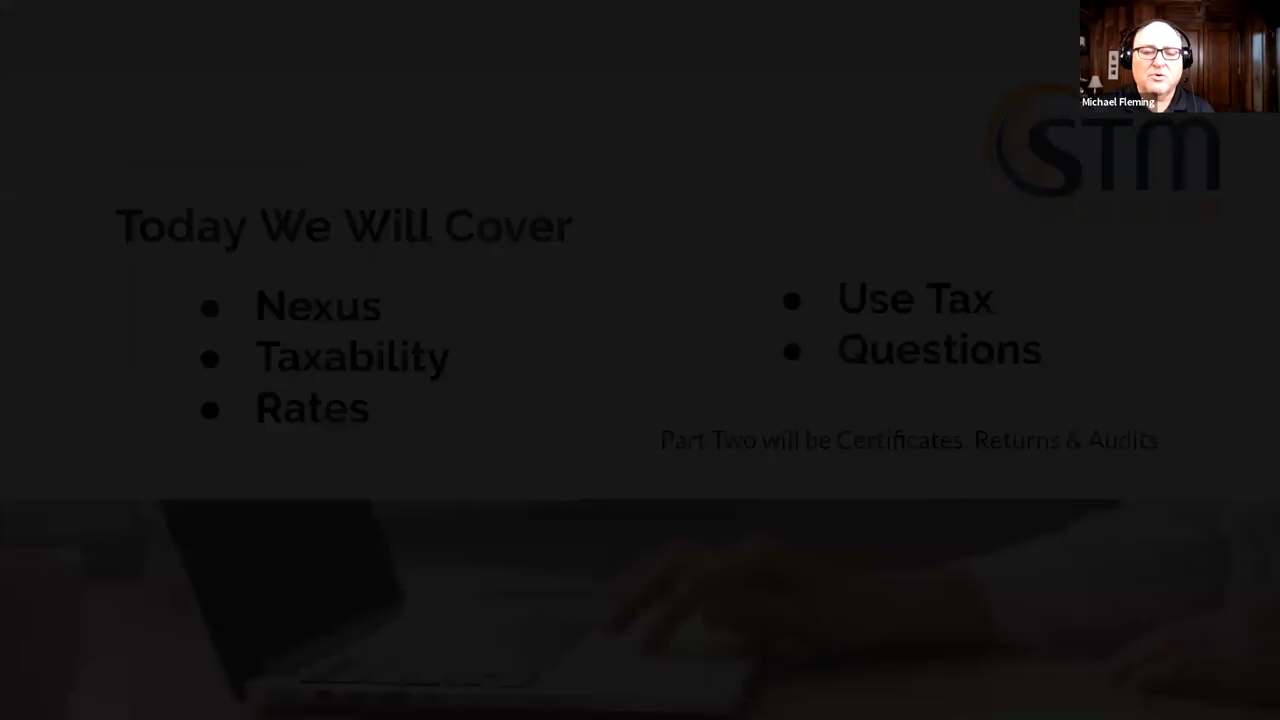 Michael Fleming
STM
Today We Will Cover
● Nexus
● Taxability
● Rates
● Use Tax
● Questions
Part Two will be Certificates Returns & Audits